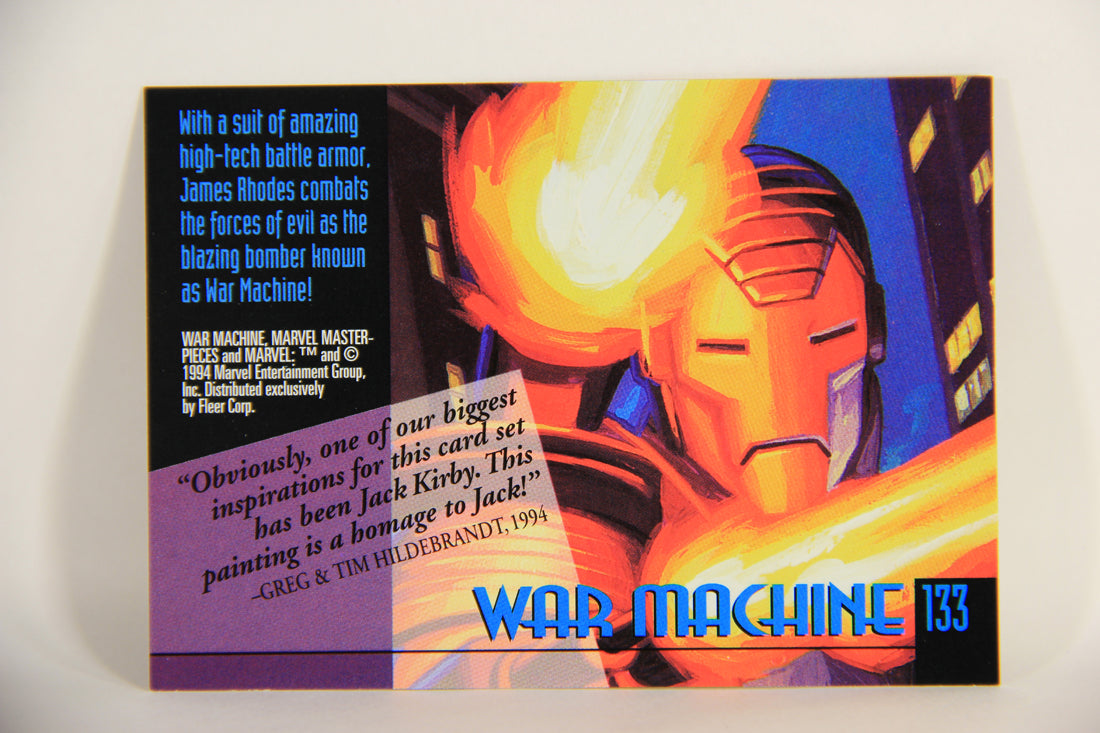 With a suit of amazing
high-tech battle armor,
James Rhodes combats
the forces of evil as the
blazing bomber known
as War Machine!
WAR MACHINE, MARVEL MASTER-
PIECES and MARVEL: ™ and ©
1994 Marvel Entertainment Group,
Inc. Distributed exclusively
by Fleer Corp.
“Obviously, one of our biggest
inspirations for this card set
has been Jack Kirby. This
painting is a homage to Jack!”
–GREG & TIM HILDEBRANDT, 1994
WAR MACHINE 133